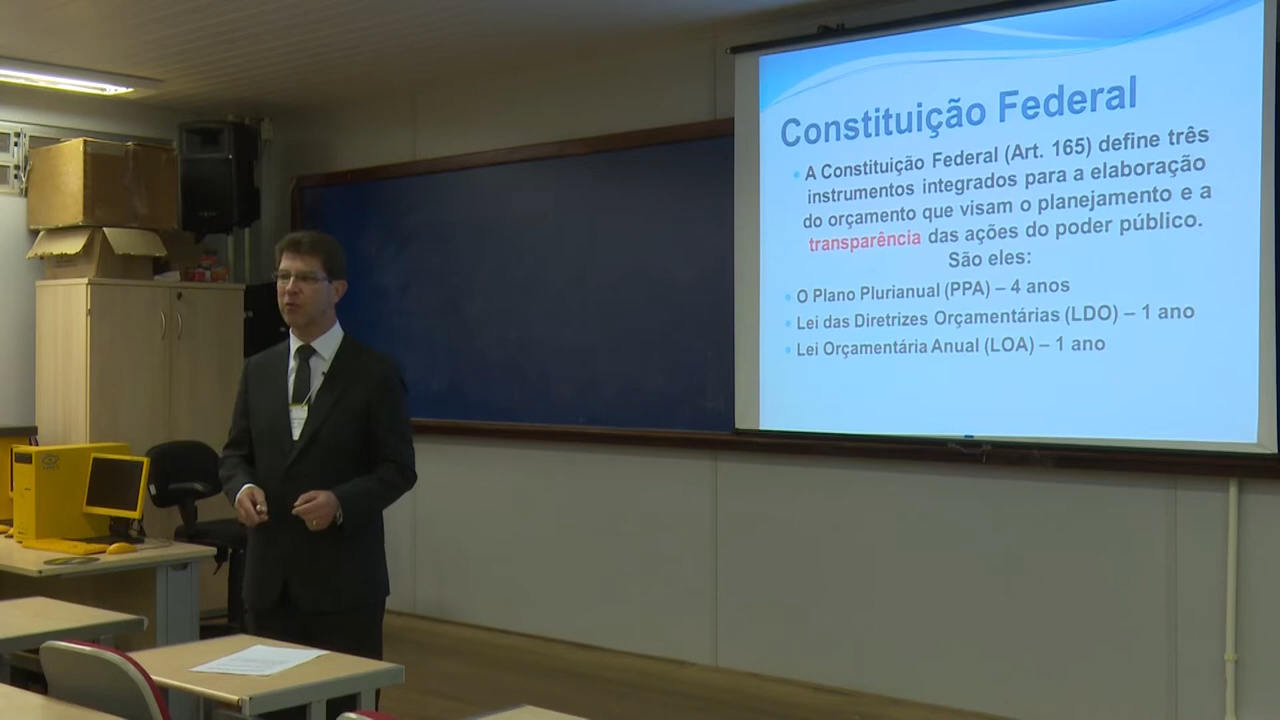 Constituição Federal
A Constituição Federal (Art. 165) define três
instrumentos integrados para a elaboração
do orçamento que visam o planejamento e a
transparência das ações do poder público.
São eles:
O Plano Plurianual (PPA) – 4 anos
Lei das Diretrizes Orçamentárias (LDO) – 1 ano
Lei Orçamentária Anual (LOA) – 1 ano